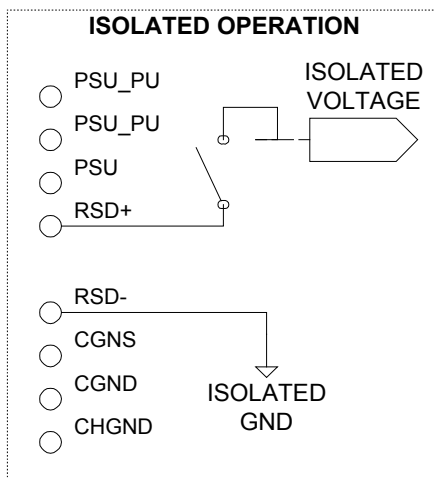 ISOLATED OPERATION
PSU_PU
ISOLATED
VOLTAGE
PSU_PU
PSU
RSD+
RSD-
CGNS
CGND
CHGND
ISOLATED
GND